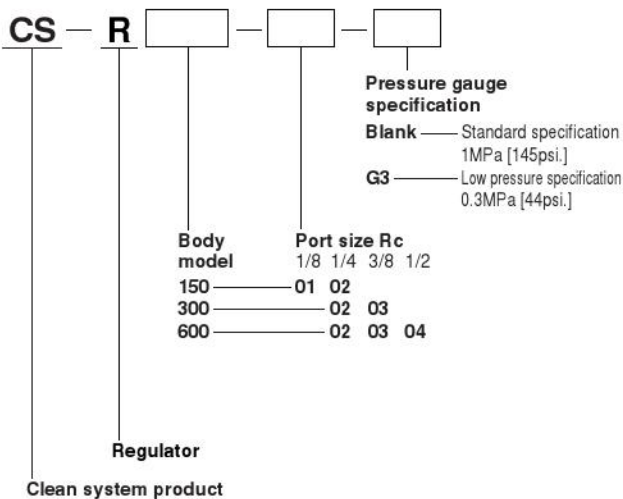 CS — R — —
Pressure gauge
specification
Blank — Standard specification
1MPa [145psi.]
G3 — Low pressure specification
0.3MPa [44psi.]
Body Port size Rc
model 1/8 1/4 3/8 1/2
150 — 01 02
300 — 02 03
600 — 02 03 04
Regulator
Clean system product